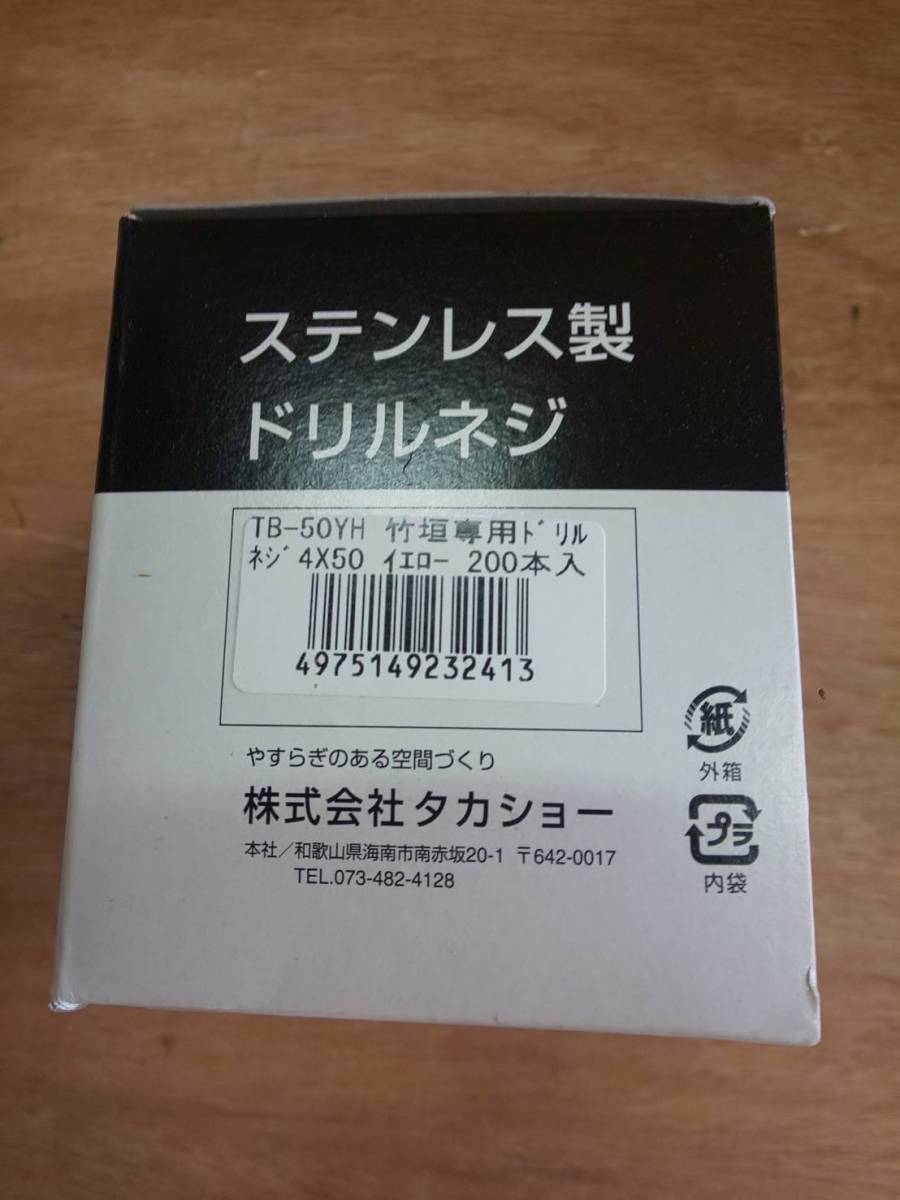 ステンレス製
ドリルネジ
TB-50YH 竹垣専用ﾄﾞﾘﾙ
ﾈｼﾞ4X50 ｲｴﾛｰ 200本入
4975149232413
やすらぎのある空間づくり
株式会社タカショー
本社／和歌山県海南市南赤坂20-1 〒642-0017
TEL.073-482-4128
紙
外箱
プラ
内袋